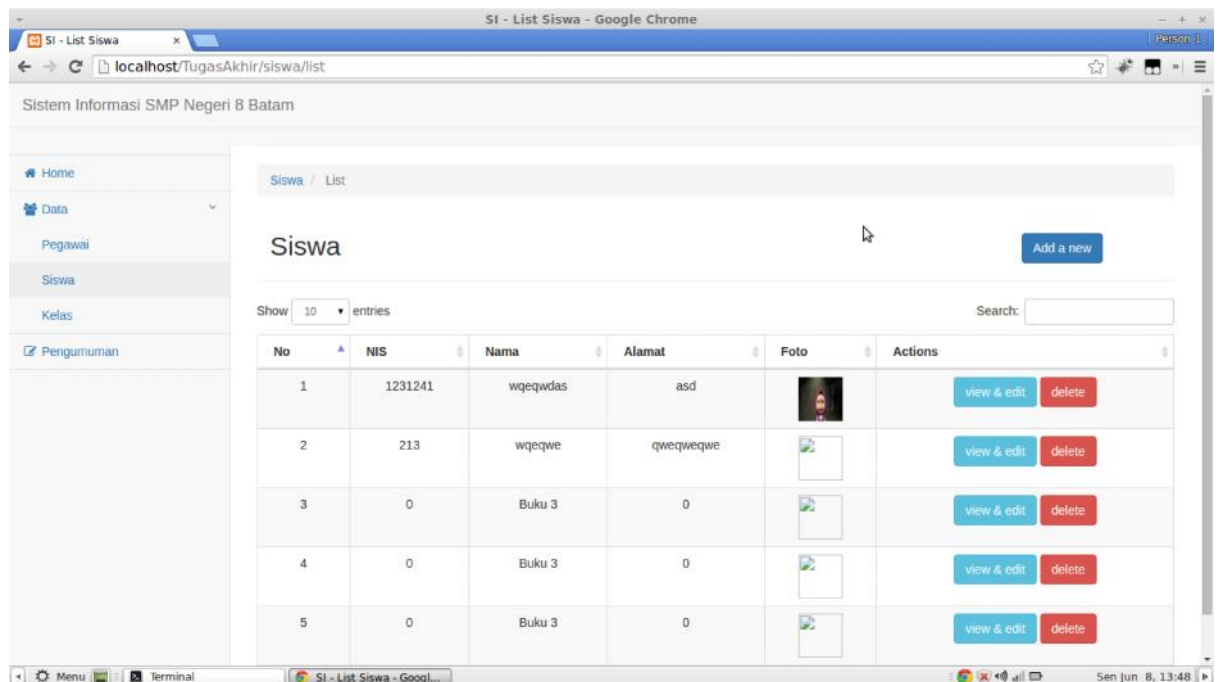 SI - List Siswa - Google Chrome
SI - List Siswa
Person 1
localhost/TugasAkhir/siswa/list
Sistem Informasi SMP Negeri 8 Batam
Home
Data
Pegawai
Siswa
Kelas
Pengumuman
Siswa / List
Siswa
Add a new
Show 10 entries
Search:
No NIS Nama Alamat Foto Actions
1 1231241 wqeqwdas asd view & edit delete
2 213 wqeqwe qweqweqwe view & edit delete
3 0 Buku 3 0 view & edit delete
4 0 Buku 3 0 view & edit delete
5 0 Buku 3 0 view & edit delete
Menu Terminal SI - List Siswa - Googl... Sen Jun 8, 13:48